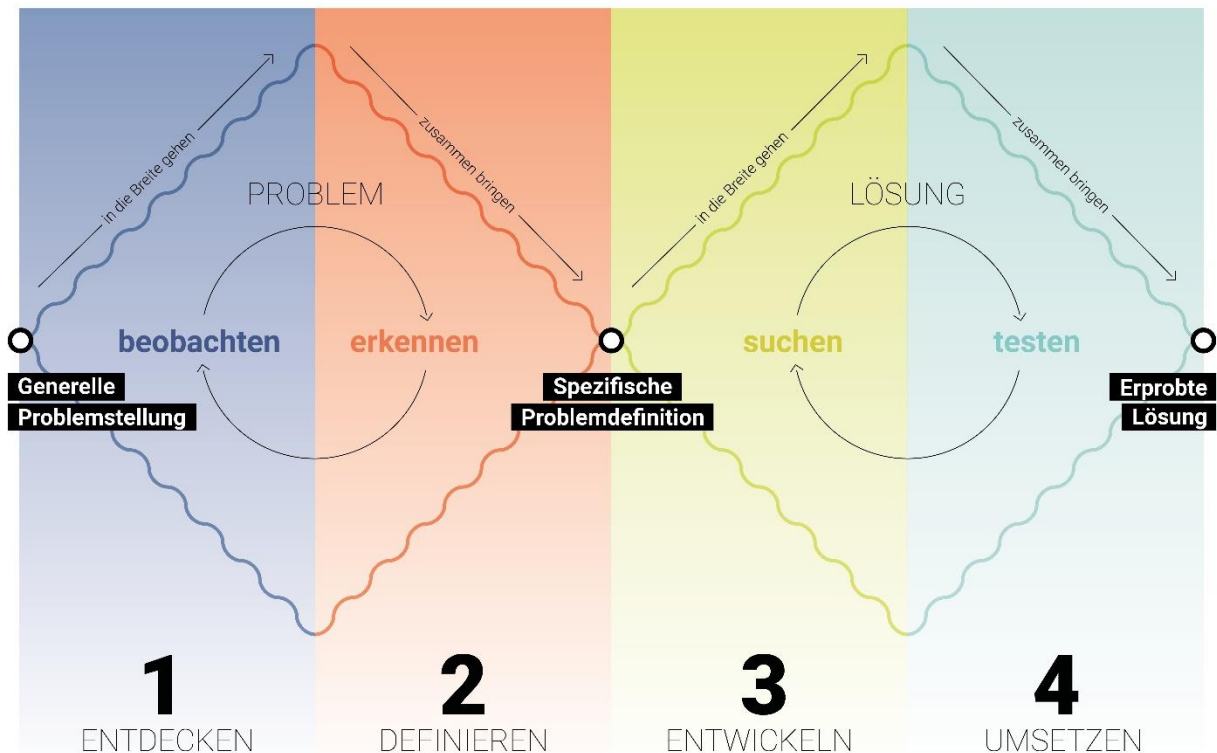 in die Breite gehen
zusammen bringen
in die Breite gehen
zusammen bringen
PROBLEM
LÖSUNG
beobachten
erkennen
suchen
testen
Generelle
Problemstellung
Spezifische
Problemdefinition
Erprobte
Lösung
1
ENTDECKEN
2
DEFINIEREN
3
ENTWICKELN
4
UMSETZEN